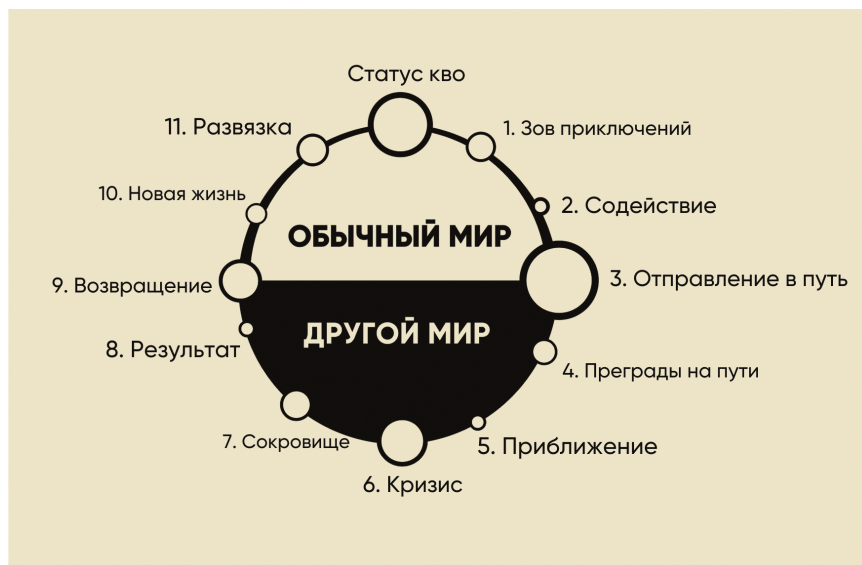 Статус кво
1. Зов приключений
2. Содействие
3. Отправление в путь
4. Преграды на пути
5. Приближение
6. Кризис
7. Сокровище
8. Результат
9. Возвращение
10. Новая жизнь
11. Развязка
ОБЫЧНЫЙ МИР
ДРУГОЙ МИР